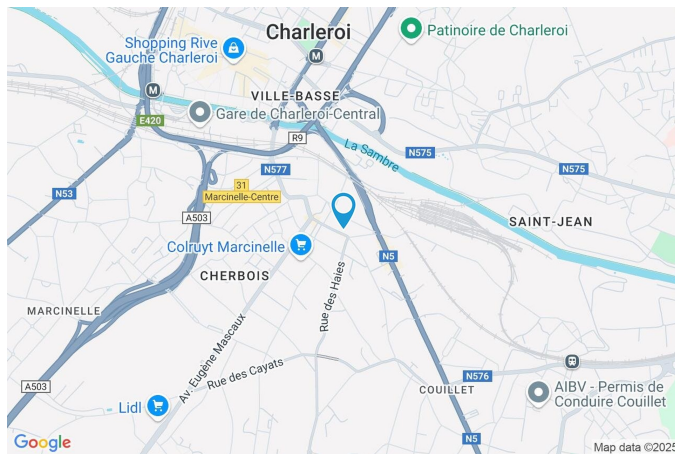 Charleroi
Patinoire de Charleroi
Shopping Rive
Gauche Charleroi
M
M
VILLE-BASSE
Gare de Charleroi-Central
E420
R9
La Sambre
N575
N575
N577
N53
31
Marcinelle-Centre
A503
SAINT-JEAN
Colruyt Marcinelle
N5
CHERBOIS
Rue des Haies
MARCINELLE
Av. Eugène Mascaux
Rue des Cayats
A503
N576
COUILLET
AIBV - Permis de
Conduire Couillet
Lidl
N5
Google
Map data ©2025